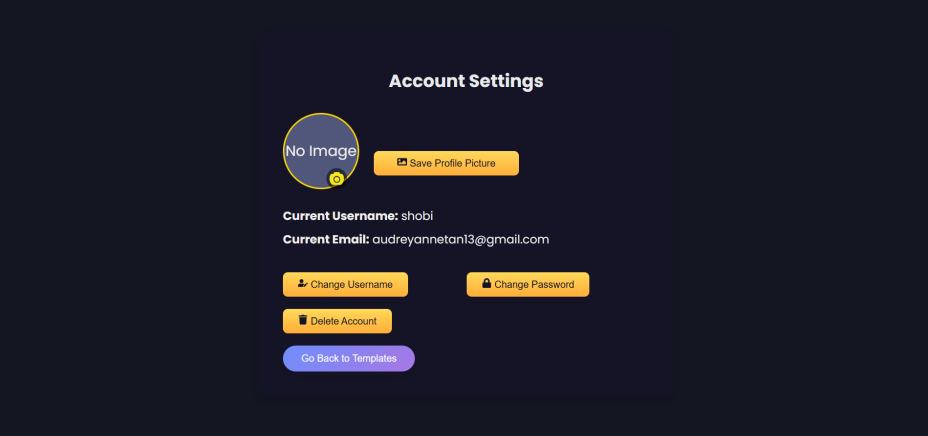 Account Settings
No Image
Save Profile Picture
Current Username: shobi
Current Email: audreyannetan13@gmail.com
Change Username
Change Password
Delete Account
Go Back to Templates